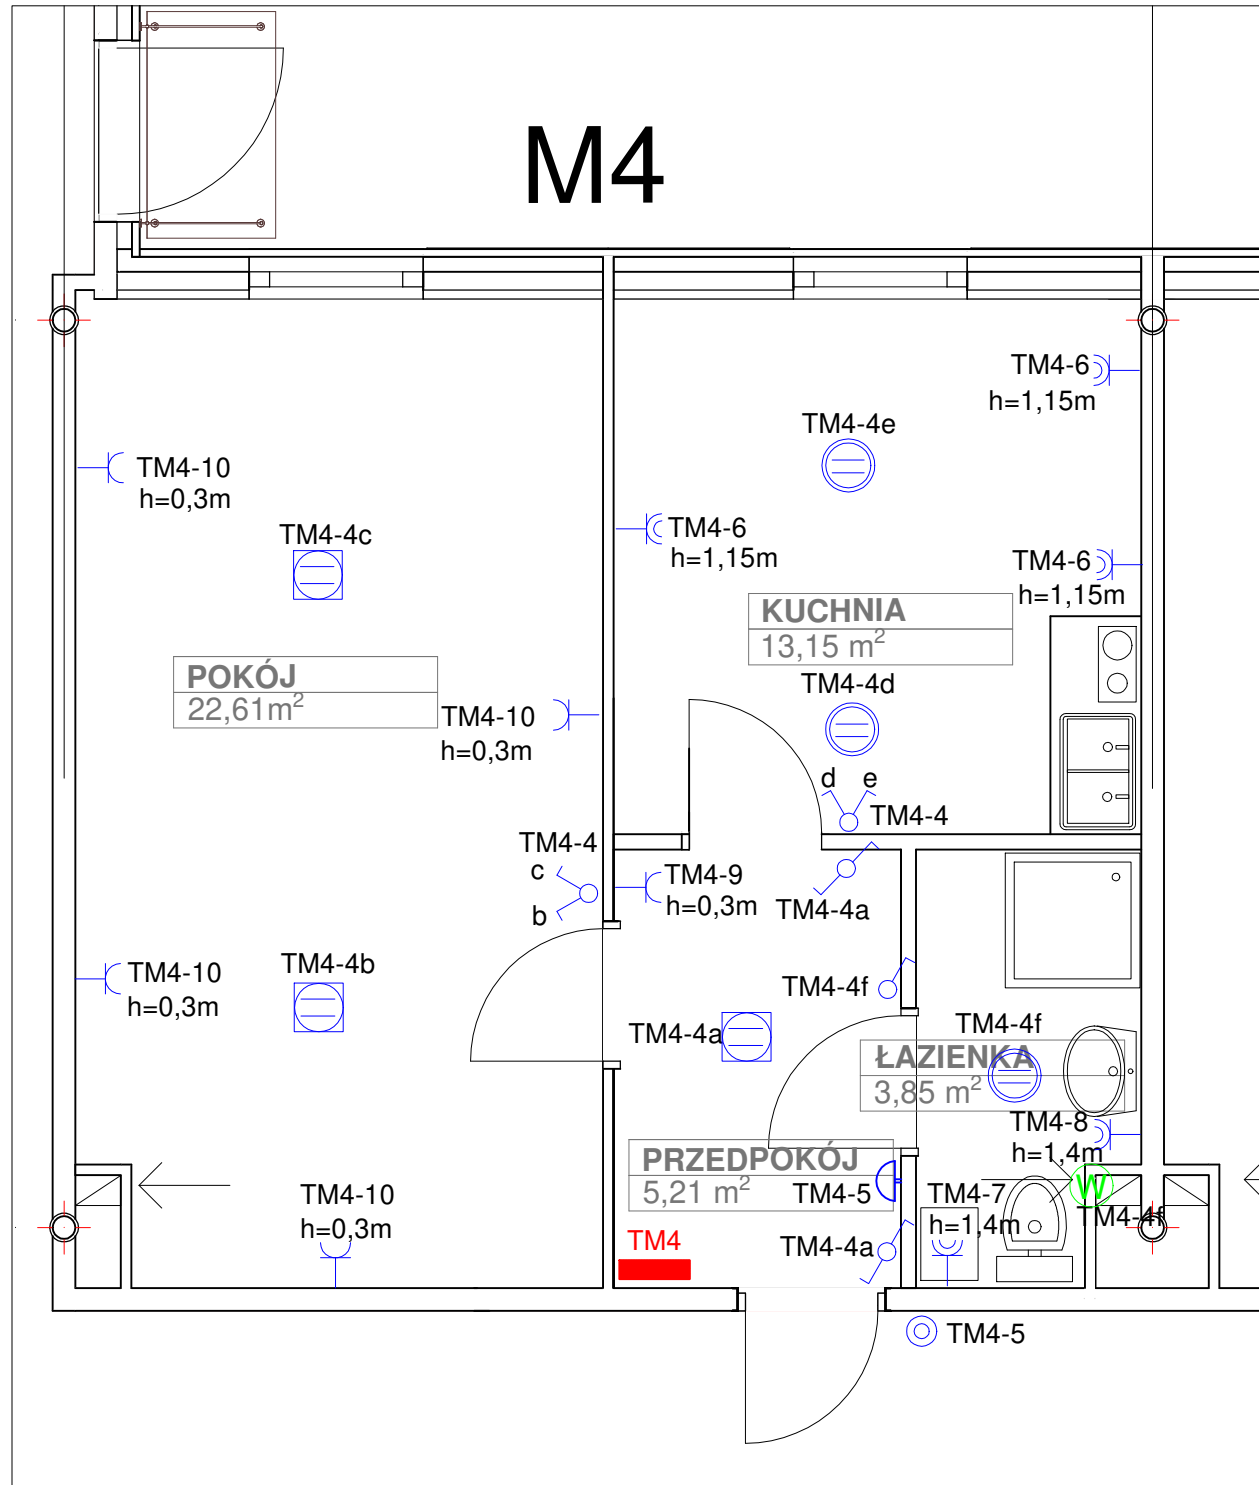 M4
TM4-6
h=1,15m
TM4-4e
TM4-10
h=0,3m
TM4-4c
TM4-6
h=1,15m
TM4-6
h=1,15m
KUCHNIA
13,15 m²
POKÓJ
22,61m²
TM4-4d
TM4-10
h=0,3m
d e
TM4-4
TM4-4
c
b
TM4-9
h=0,3m
TM4-4a
TM4-4b
TM4-10
h=0,3m
TM4-4f
TM4-4a
TM4-4f
ŁAZIENKA
3,85 m²
TM4-8
h=1,4m
PRZEDPOKÓJ
5,21 m²
TM4-5
TM4-7
h=1,4m
W
TM4-4f
TM4-10
h=0,3m
TM4
TM4-4a
TM4-5